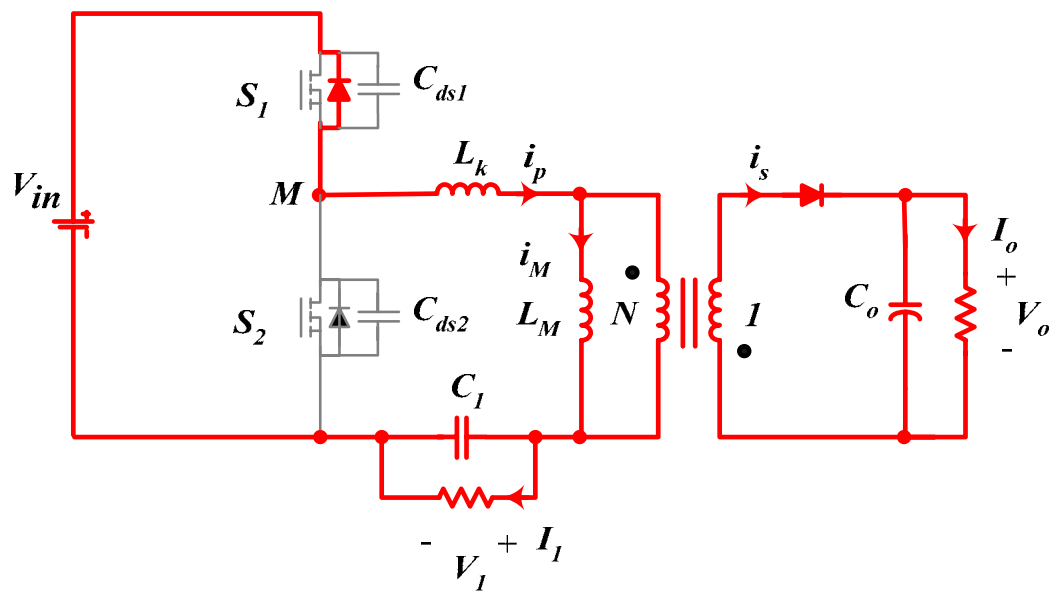 S1
Cds1
Lk
ip
is
Vin
M
Io
+
iM
S2
Cds2
LM
N
1
Co
Vo
-
C1
- V1 + I1